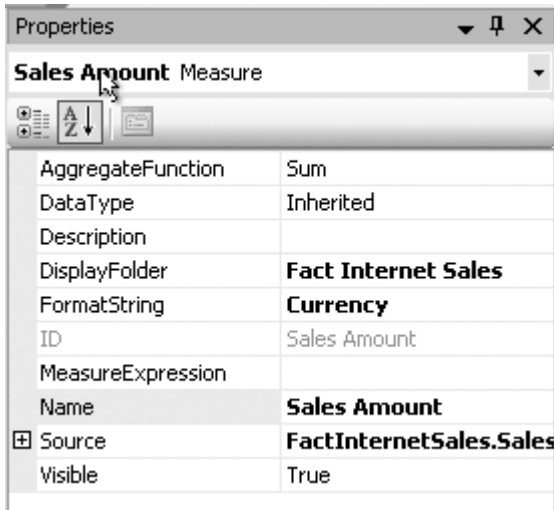 Properties
Sales Amount Measure
AggregateFunction Sum
DataType Inherited
Description
DisplayFolder Fact Internet Sales
FormatString Currency
ID Sales Amount
MeasureExpression
Name Sales Amount
Source FactInternetSales.Sales
Visible True